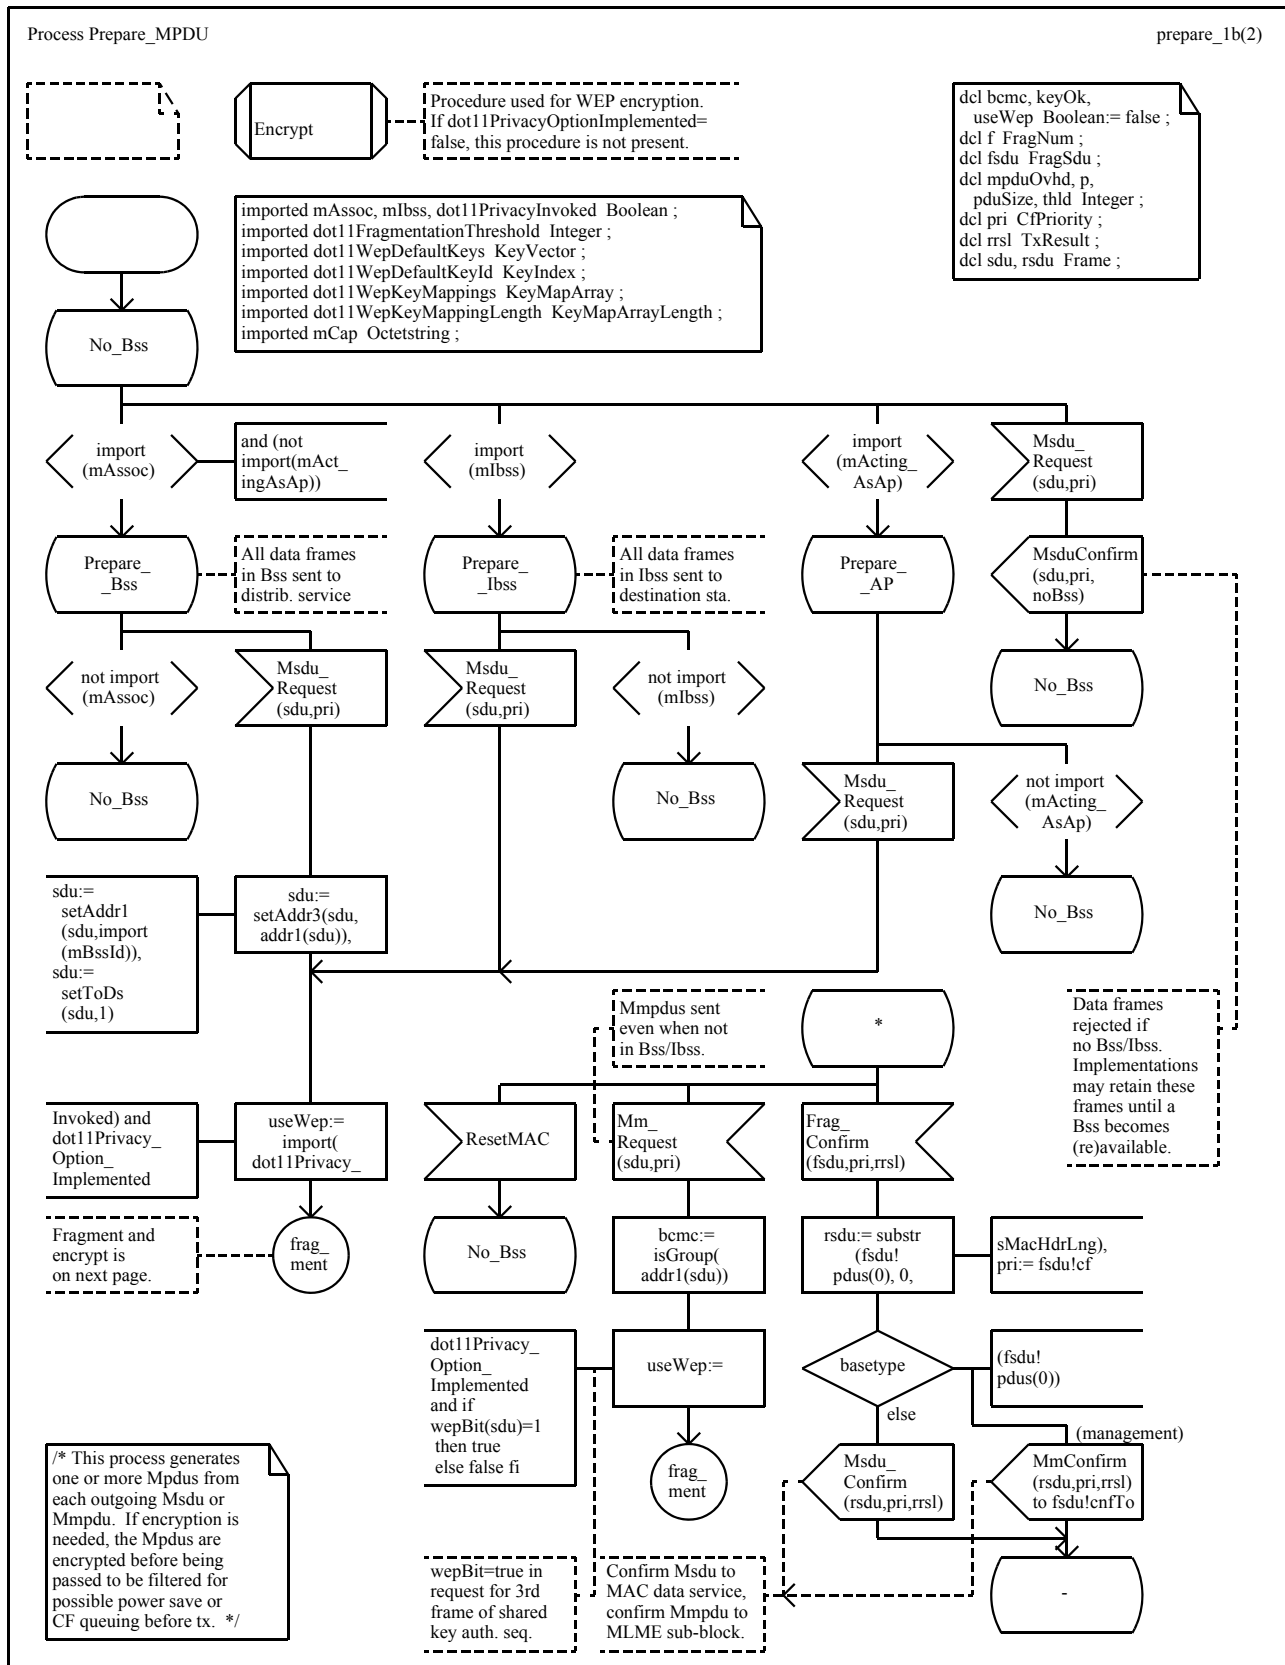 Process Prepare_MPDU
prepare_1b(2)
Encrypt
Procedure used for WEP encryption.
If dot11PrivacyOptionImplemented=
false, this procedure is not present.
dcl bcmc, keyOk,
useWep Boolean:= false ;
dcl f FragNum ;
dcl fsdu FragSdu ;
dcl mpduOvhd, p,
pduSize, thld Integer ;
dcl pri CfPriority ;
dcl rrsl TxResult ;
dcl sdu, rsdu Frame ;
imported mAssoc, mIbss, dot11PrivacyInvoked Boolean ;
imported dot11FragmentationThreshold Integer ;
imported dot11WepDefaultKeys KeyVector ;
imported dot11WepDefaultKeyId KeyIndex ;
imported dot11WepKeyMappings KeyMapArray ;
imported dot11WepKeyMappingLength KeyMapArrayLength ;
imported mCap Octetstring ;
No_Bss
import
(mAssoc)
and (not
import(mAct_
ingAsAp))
import
(mIbss)
import
(mActing_
AsAp)
Msdu_
Request
(sdu,pri)
Prepare_
_Bss
All data frames
in Bss sent to
distrib. service
Prepare_
_Ibss
All data frames
in Ibss sent to
destination sta.
Prepare_
_AP
MsduConfirm
(sdu,pri,
noBss)
not import
(mAssoc)
Msdu_
Request
(sdu,pri)
Msdu_
Request
(sdu,pri)
not import
(mIbss)
No_Bss
No_Bss
No_Bss
Msdu_
Request
(sdu,pri)
not import
(mActing_
AsAp)
No_Bss
sdu:=
setAddr1
(sdu,import
(mBssId)),
sdu:=
setToDs
(sdu,1)
sdu:=
setAddr3(sdu,
addr1(sdu)),
Mmpdus sent
even when not
in Bss/Ibss.
*
Data frames
rejected if
no Bss/Ibss.
Implementations
may retain these
frames until a
Bss becomes
(re)available.
Invoked) and
dot11Privacy_
Option_
Implemented
useWep:=
import(
dot11Privacy_
ResetMAC
Mm_
Request
(sdu,pri)
Frag_
Confirm
(fsdu,pri,rrsl)
Fragment and
encrypt is
on next page.
frag_
ment
No_Bss
bcmc:=
isGroup(
addr1(sdu))
rsdu:= substr
(fsdu!
pdus(0), 0,
sMacHdrLng),
pri:= fsdu!cf
dot11Privacy_
Option_
Implemented
and if
wepBit(sdu)=1
then true
else false fi
useWep:=
basetype
(fsdu!
pdus(0))
else
(management)
/* This process generates
one or more Mpdus from
each outgoing Msdu or
Mmpdu. If encryption is
needed, the Mpdus are
encrypted before being
passed to be filtered for
possible power save or
CF queuing before tx. */
frag_
ment
Msdu_
Confirm
(rsdu,pri,rrsl)
MmConfirm
(rsdu,pri,rrsl)
to fsdu!cnfTo
wepBit=true in
request for 3rd
frame of shared
key auth. seq.
Confirm Msdu to
MAC data service,
confirm Mmpdu to
MLME sub-block.
-